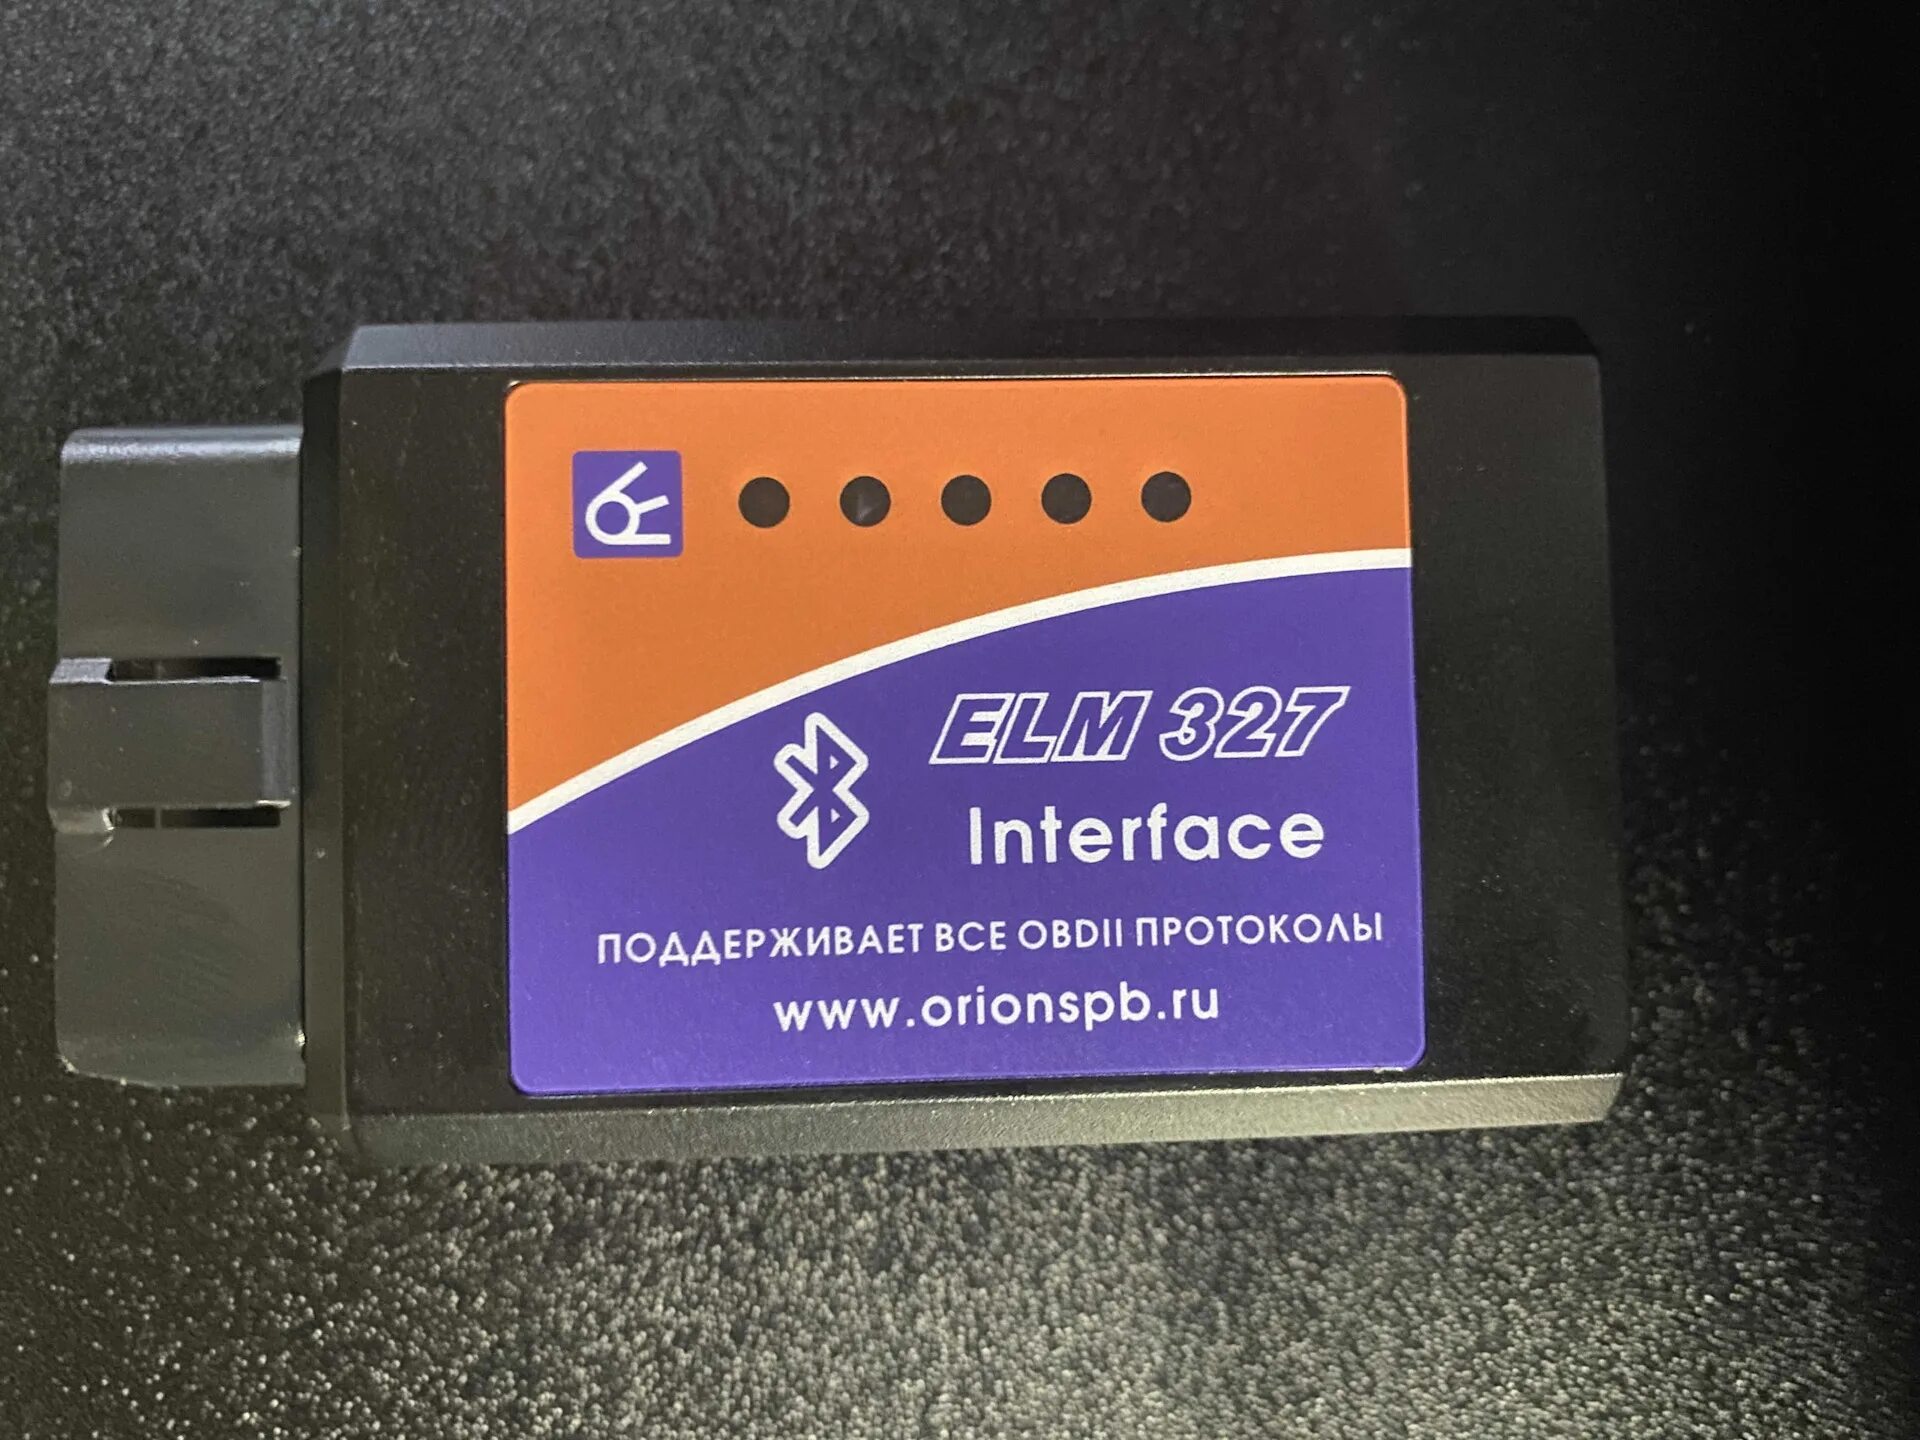 ELM 327
Interface
ПОДДЕРЖИВАЕТ ВСЕ OBDII ПРОТОКОЛЫ
www.orionspb.ru